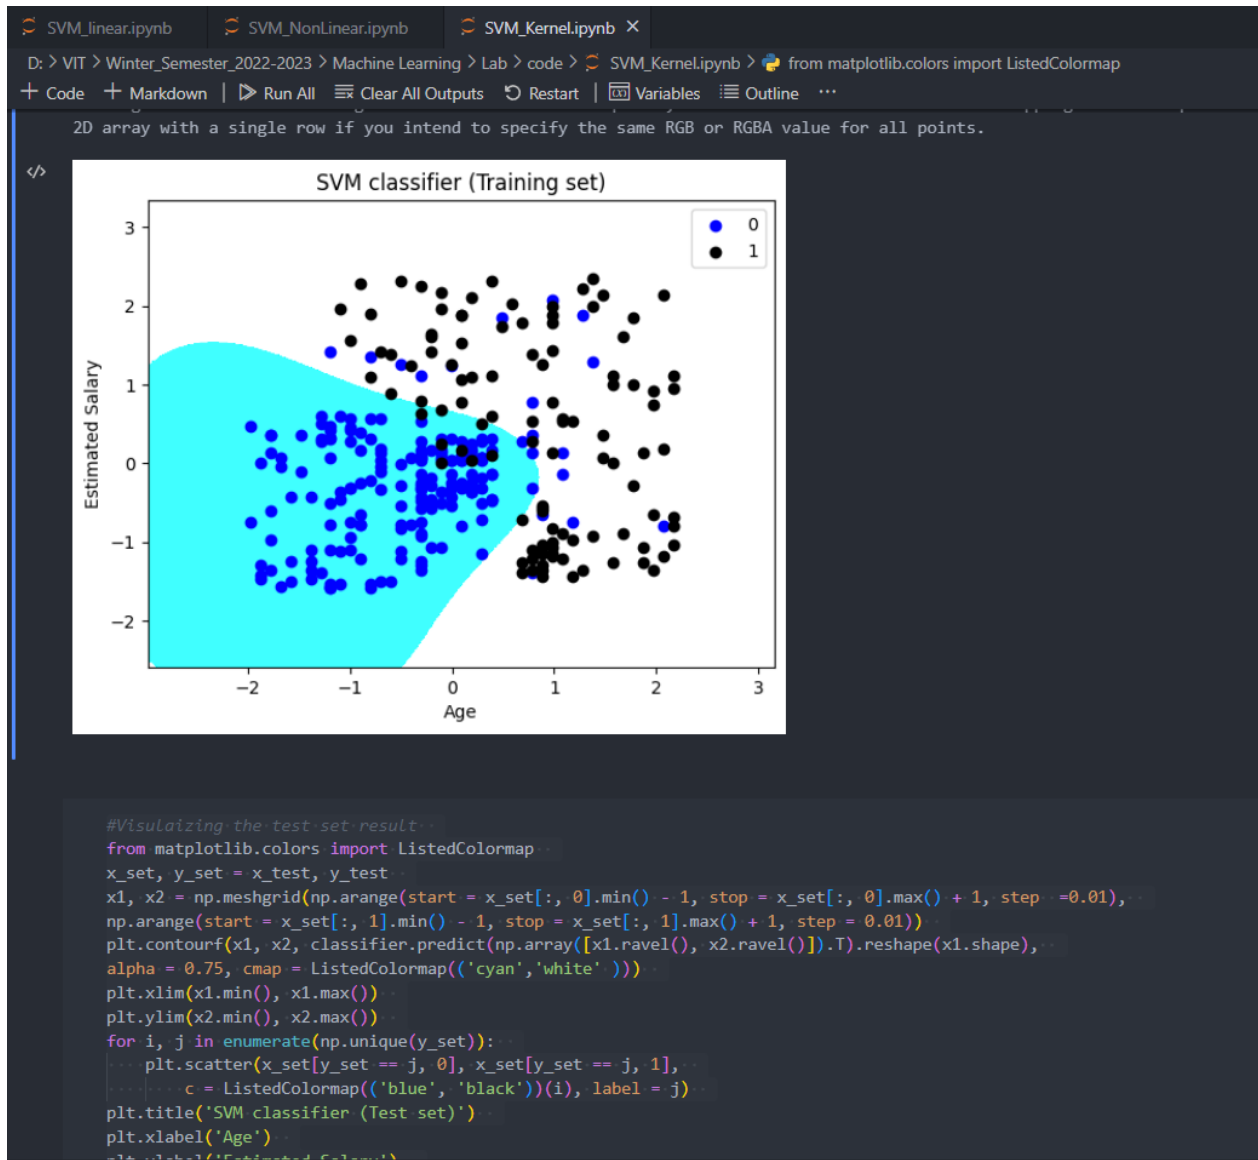 SVM_linear.ipynb SVM_NonLinear.ipynb SVM_Kernel.ipynb ×
D: > VIT > Winter_Semester_2022-2023 > Machine Learning > Lab > code > SVM_Kernel.ipynb > from matplotlib.colors import ListedColormap
+ Code + Markdown | Run All Clear All Outputs Restart | Variables Outline ...
2D array with a single row if you intend to specify the same RGB or RGBA value for all points.
</>
SVM classifier (Training set)
0
1
3
2
1
0
−1
−2
Estimated Salary
−2 −1 0 1 2 3
Age
#Visulaizing the test set result
from matplotlib.colors import ListedColormap
x_set, y_set = x_test, y_test
x1, x2 = np.meshgrid(np.arange(start = x_set[:, 0].min() - 1, stop = x_set[:, 0].max() + 1, step  =0.01),
np.arange(start = x_set[:, 1].min() - 1, stop = x_set[:, 1].max() + 1, step = 0.01))
plt.contourf(x1, x2, classifier.predict(np.array([x1.ravel(), x2.ravel()]).T).reshape(x1.shape),
alpha = 0.75, cmap = ListedColormap(('cyan','white' )))
plt.xlim(x1.min(), x1.max())
plt.ylim(x2.min(), x2.max())
for i, j in enumerate(np.unique(y_set)):
    plt.scatter(x_set[y_set == j, 0], x_set[y_set == j, 1],
        c = ListedColormap(('blue', 'black'))(i), label = j)
plt.title('SVM classifier (Test set)')
plt.xlabel('Age')
plt.ylabel('Estimated Salary')